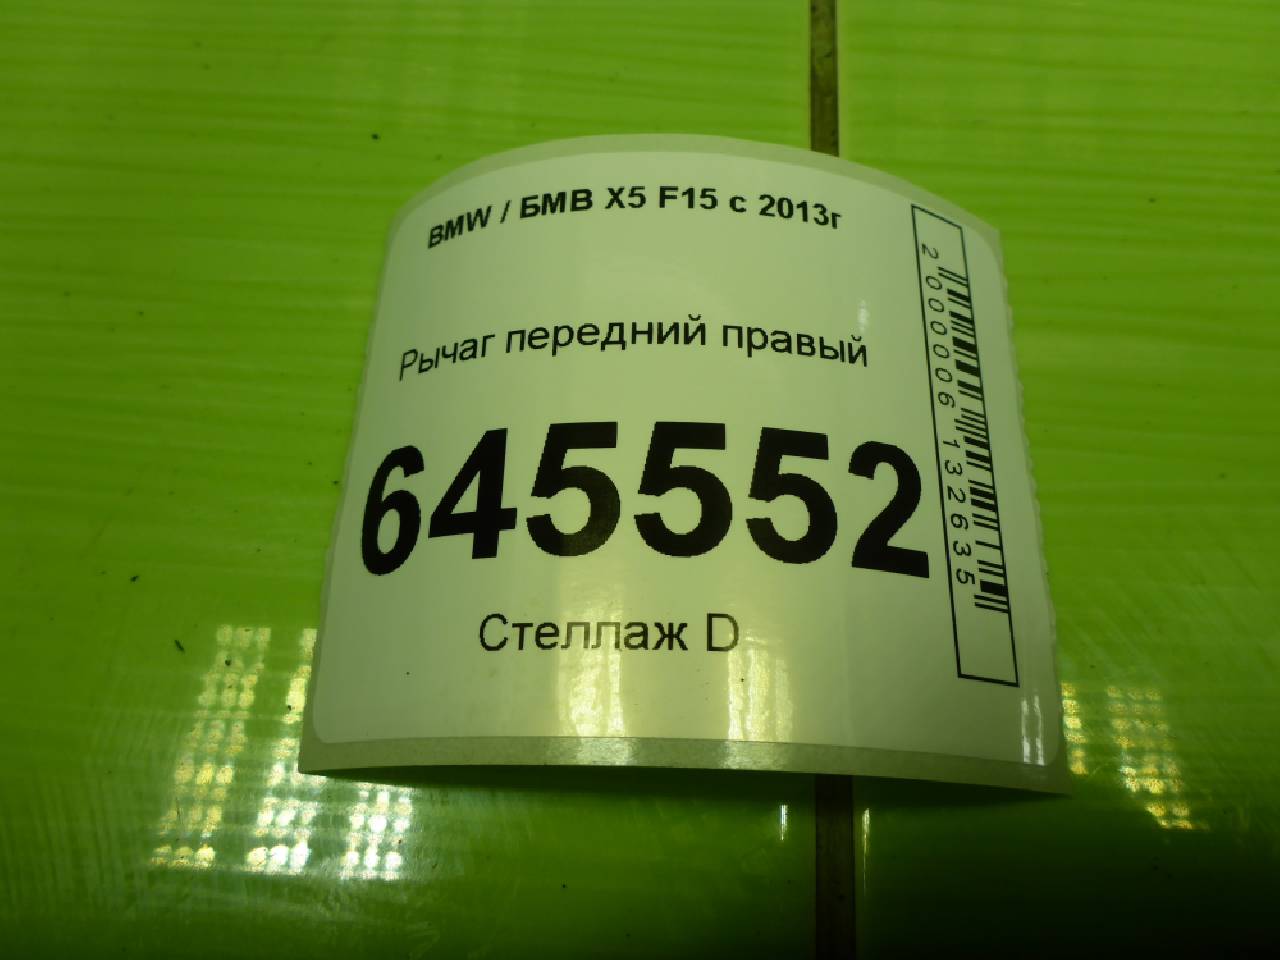 BMW / БМВ X5 F15 с 2013г
Рычаг передний правый
645552
Стеллаж D
2000006132635